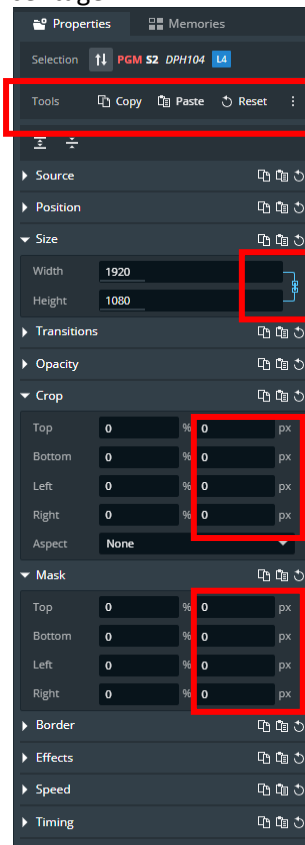 Properties Memories
Selection PGM S2 DPH104 L4
Tools Copy Paste Reset
Source
Position
Size
Width 1920
Height 1080
Transitions
Opacity
Crop
Top 0 % 0 px
Bottom 0 % 0 px
Left 0 % 0 px
Right 0 % 0 px
Aspect None
Mask
Top 0 % 0 px
Bottom 0 % 0 px
Left 0 % 0 px
Right 0 % 0 px
Border
Effects
Speed
Timing